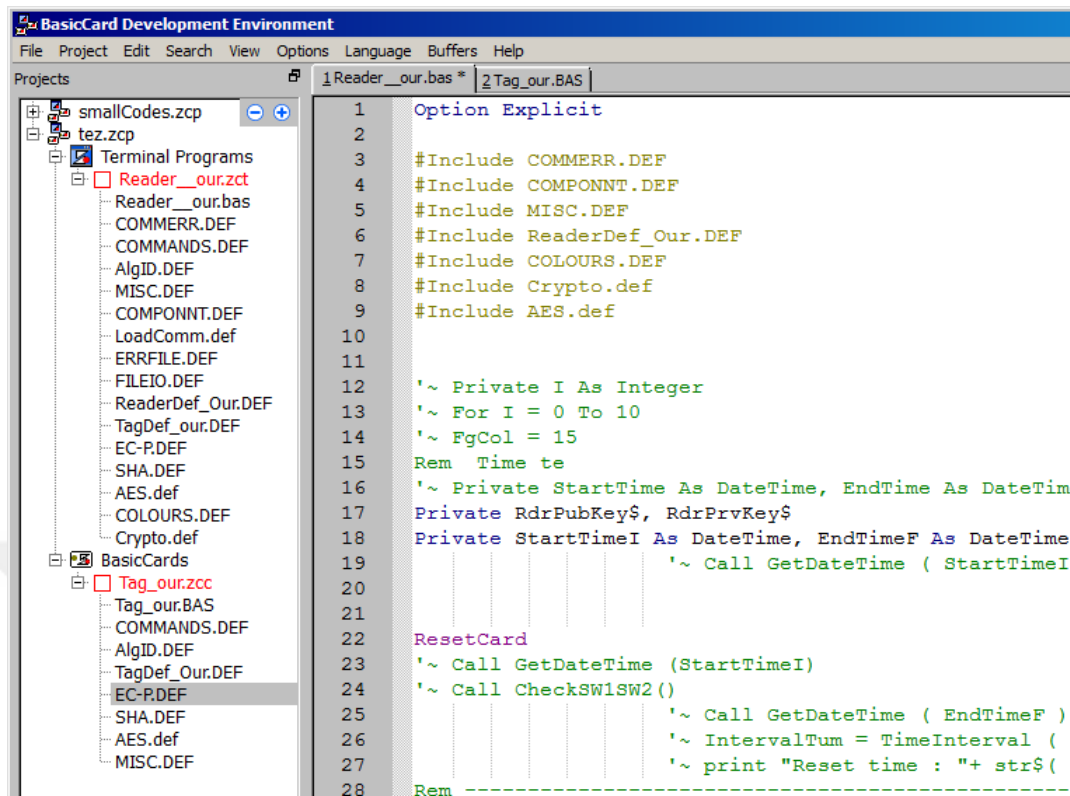 BasicCard Development Environment
File Project Edit Search View Options Language Buffers Help
Projects
smallCodes.zcp
tez.zcp
Terminal Programs
Reader__our.zct
Reader__our.bas
COMMERR.DEF
COMMANDS.DEF
AlgID.DEF
MISC.DEF
COMPONNT.DEF
LoadComm.def
ERRFILE.DEF
FILEIO.DEF
ReaderDef_Our.DEF
TagDef_our.DEF
EC-P.DEF
SHA.DEF
AES.def
COLOURS.DEF
Crypto.def
BasicCards
Tag_our.zcc
Tag_our.BAS
COMMANDS.DEF
AlgID.DEF
TagDef_Our.DEF
EC-P.DEF
SHA.DEF
AES.def
MISC.DEF
1 Reader__our.bas * 2 Tag_our.BAS
1 Option Explicit
2
3 #Include COMMERR.DEF
4 #Include COMPONNT.DEF
5 #Include MISC.DEF
6 #Include ReaderDef_Our.DEF
7 #Include COLOURS.DEF
8 #Include Crypto.def
9 #Include AES.def
10
11
12 '~ Private I As Integer
13 '~ For I = 0 To 10
14 '~ FgCol = 15
15 Rem Time te
16 '~ Private StartTime As DateTime, EndTime As DateTim
17 Private RdrPubKey$, RdrPrvKey$
18 Private StartTimeI As DateTime, EndTimeF As DateTime
19 '~ Call GetDateTime ( StartTimeI
20
21
22 ResetCard
23 '~ Call GetDateTime (StartTimeI)
24 '~ Call CheckSW1SW2()
25 '~ Call GetDateTime ( EndTimeF )
26 '~ IntervalTum = TimeInterval (
27 '~ print "Reset time : "+ str$(
28 Rem ----------------------------------------------------